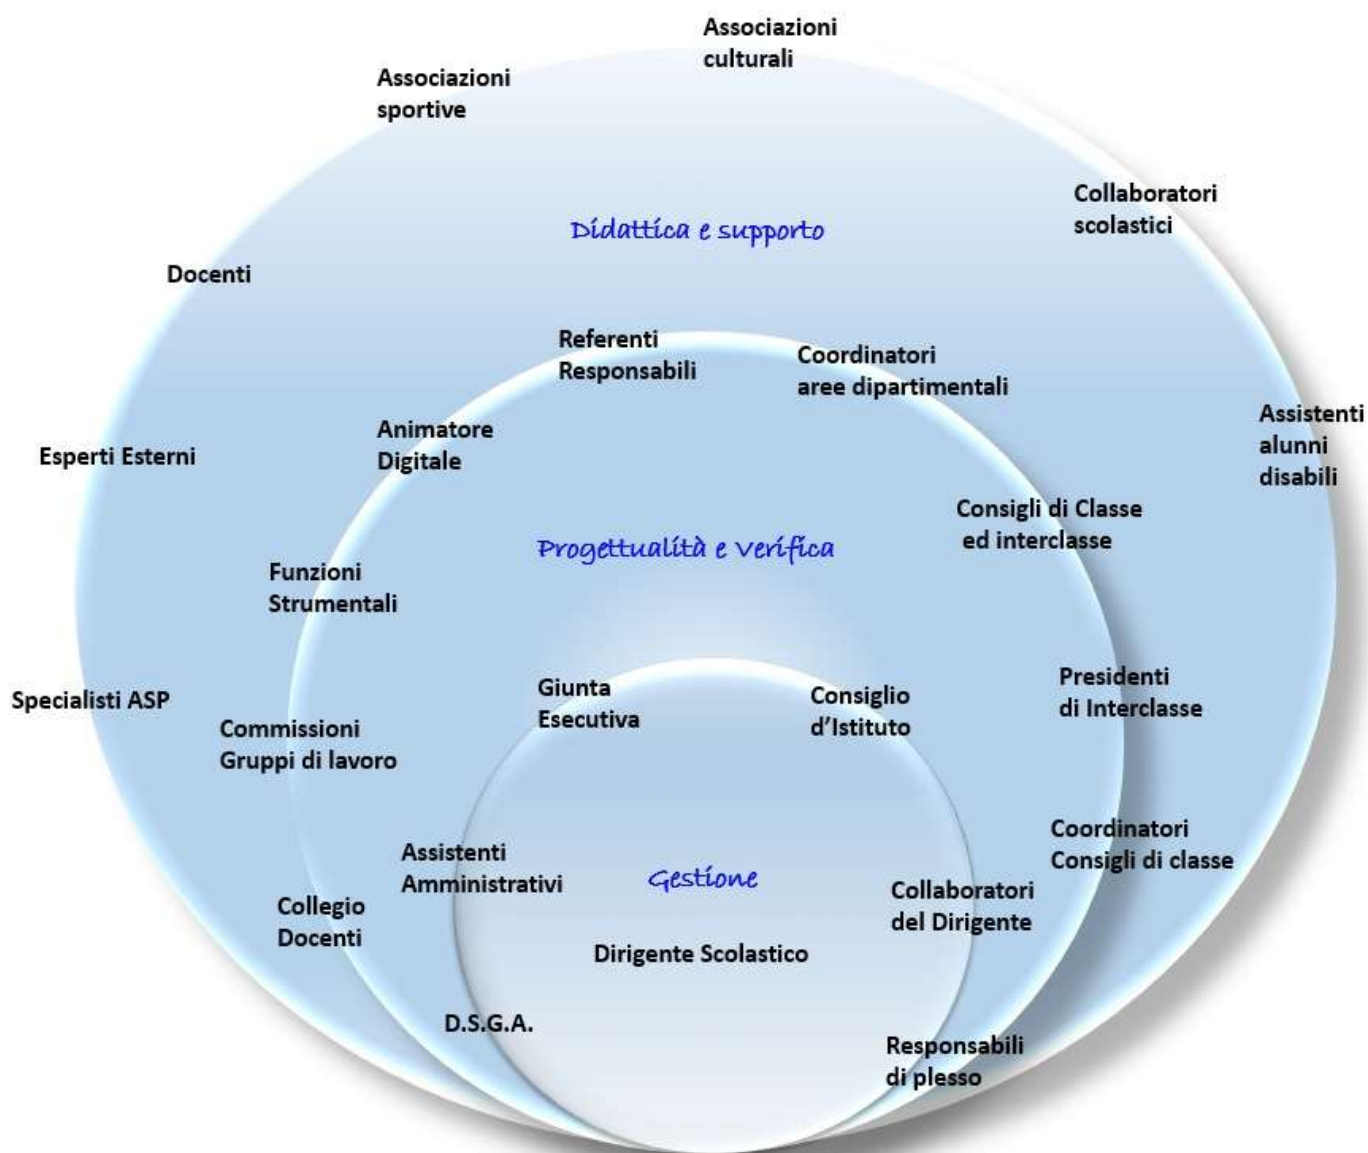 Associazioni
culturali
Associazioni
sportive
Collaboratori
scolastici
Didattica e supporto
Docenti
Referenti
Responsabili
Coordinatori
aree dipartimentali
Assistenti
alunni
disabili
Animatore
Digitale
Esperti Esterni
Consigli di Classe
ed interclasse
Progettualità e Verifica
Funzioni
Strumentali
Presidenti
di Interclasse
Giunta
Esecutiva
Consiglio
d’Istituto
Specialisti ASP
Commissioni
Gruppi di lavoro
Coordinatori
Consigli di classe
Assistenti
Amministrativi
Gestione
Collaboratori
del Dirigente
Collegio
Docenti
Dirigente Scolastico
D.S.G.A.
Responsabili
di plesso